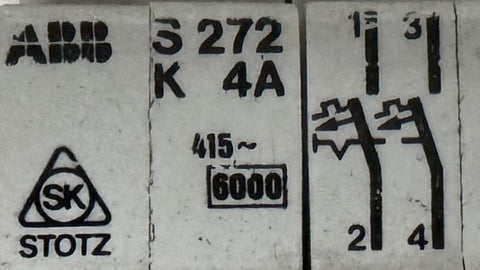 ABB
SK
STOTZ
S 272
K 4A
415~
6000
1 3
2 4